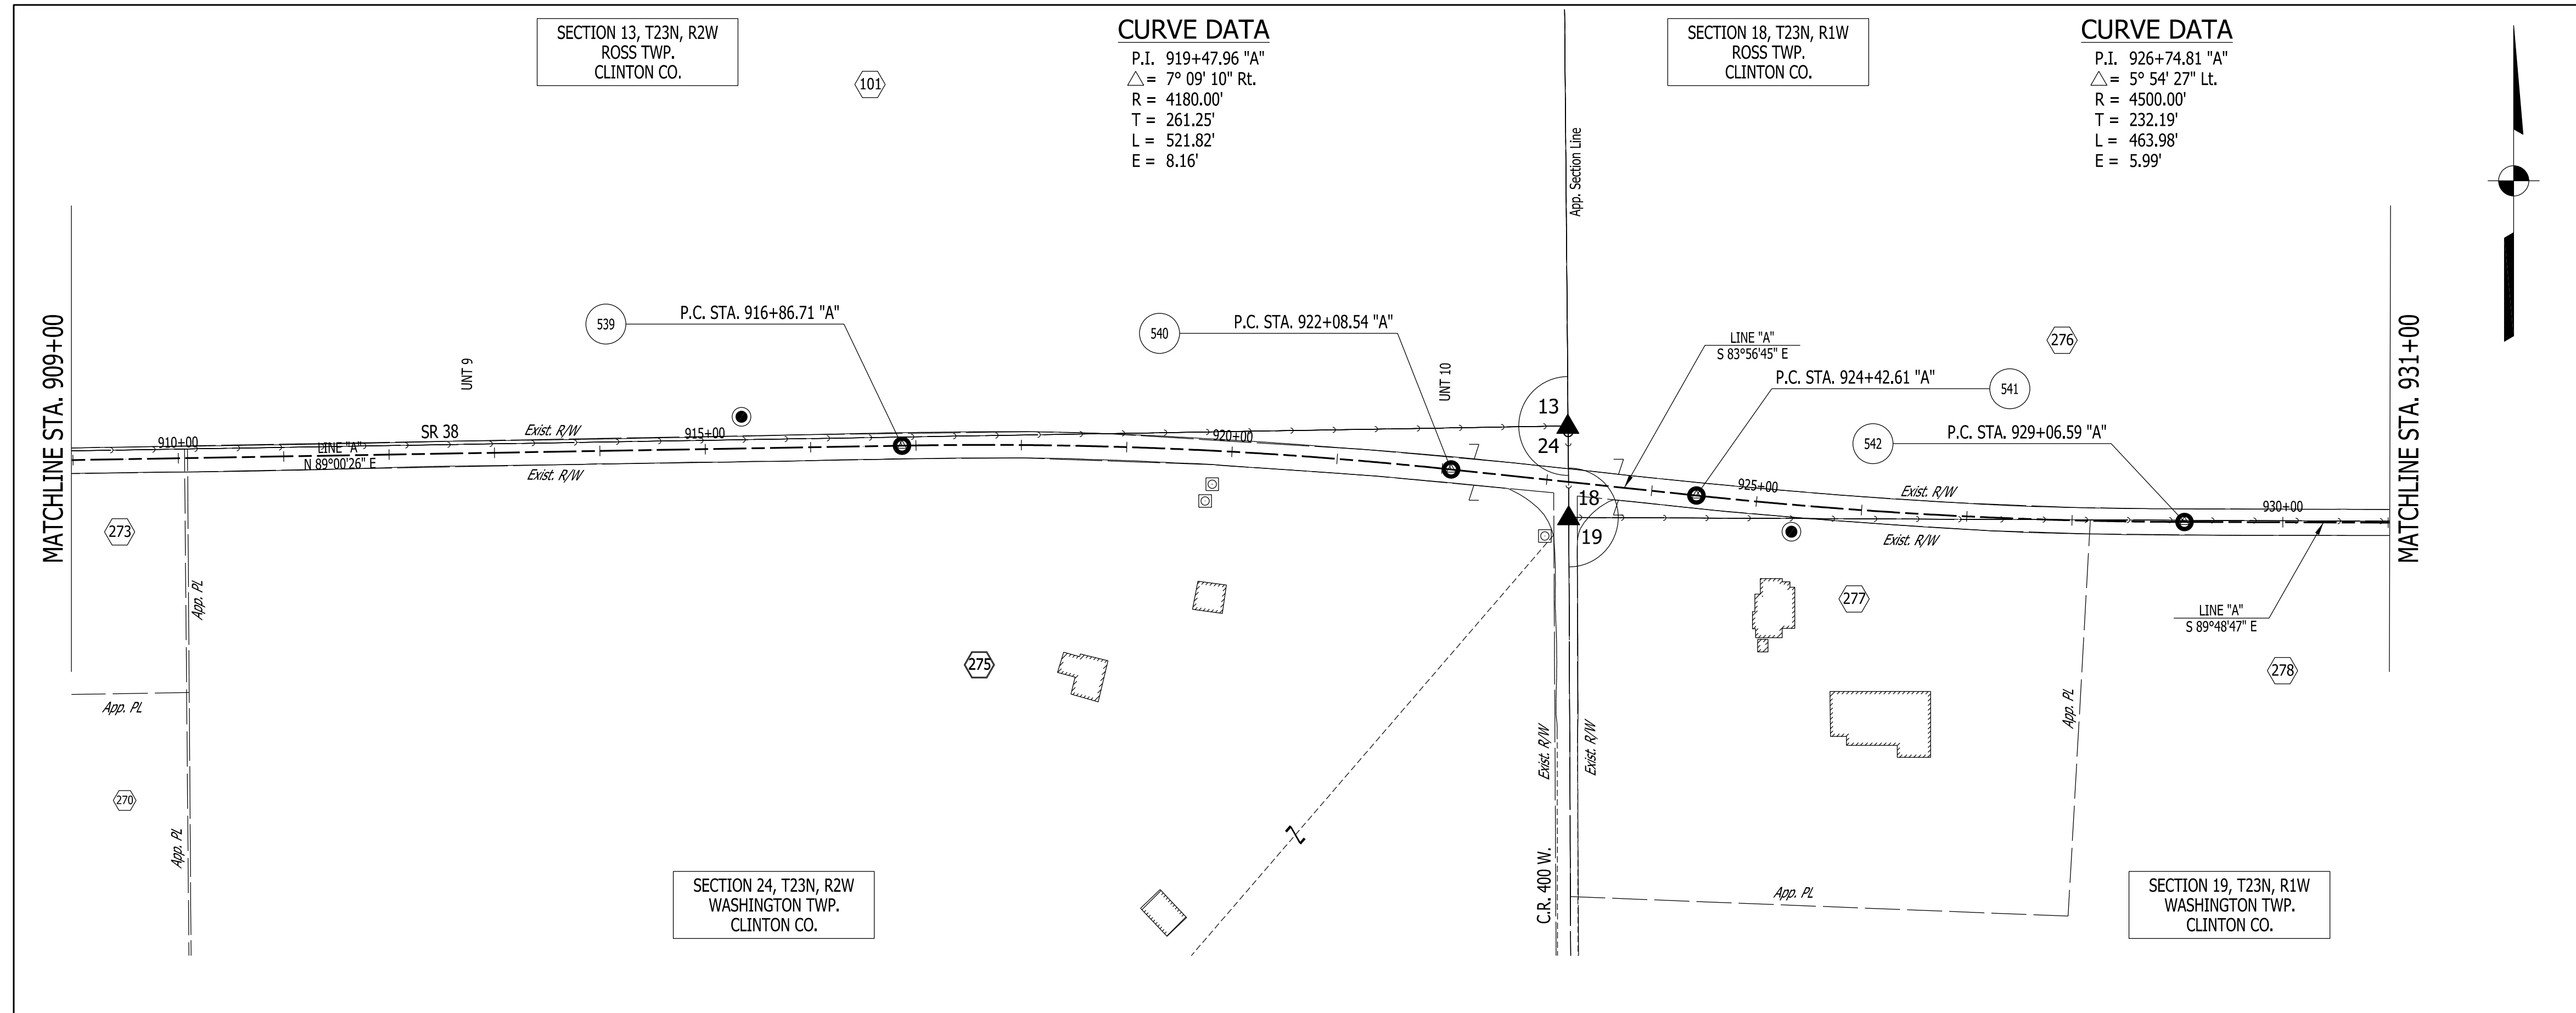 SECTION 13, T23N, R2W
ROSS TWP.
CLINTON CO.
101
CURVE DATA
P.I. 919+47.96 "A"
△ = 7° 09' 10" Rt.
R = 4180.00'
T = 261.25'
L = 521.82'
E = 8.16'
App. Section Line
SECTION 18, T23N, R1W
ROSS TWP.
CLINTON CO.
CURVE DATA
P.I. 926+74.81 "A"
△ = 5° 54' 27" Lt.
R = 4500.00'
T = 232.19'
L = 463.98'
E = 5.99'
MATCHLINE STA. 909+00
539
P.C. STA. 916+86.71 "A"
540
P.C. STA. 922+08.54 "A"
LINE "A"
S 83°56'45" E
276
P.C. STA. 924+42.61 "A"
541
542
P.C. STA. 929+06.59 "A"
MATCHLINE STA. 931+00
UNT 9
UNT 10
13
24
18
19
910+00
LINE "A"
N 89°00'26" E
SR 38
Exist. R/W
Exist. R/W
915+00
920+00
925+00
Exist. R/W
Exist. R/W
930+00
273
App. PL
App. PL
270
App. PL
275
277
LINE "A"
S 89°48'47" E
278
App. PL
Exist. R/W
Exist. R/W
C.R. 400 W.
Z
App. PL
SECTION 24, T23N, R2W
WASHINGTON TWP.
CLINTON CO.
SECTION 19, T23N, R1W
WASHINGTON TWP.
CLINTON CO.